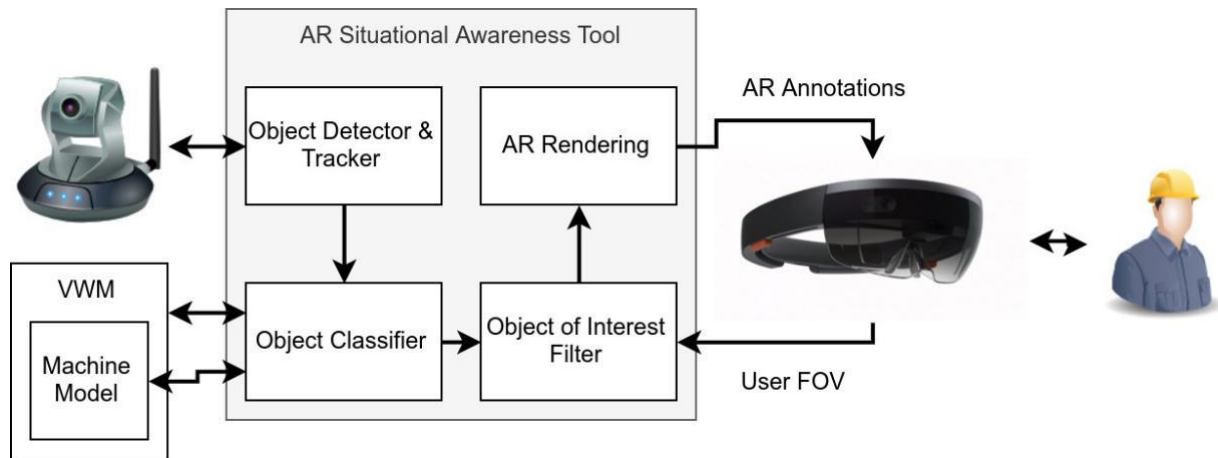 AR Situational Awareness Tool
Object Detector &
Tracker
AR Rendering
AR Annotations
VWM
Machine
Model
Object Classifier
Object of Interest
Filter
User FOV